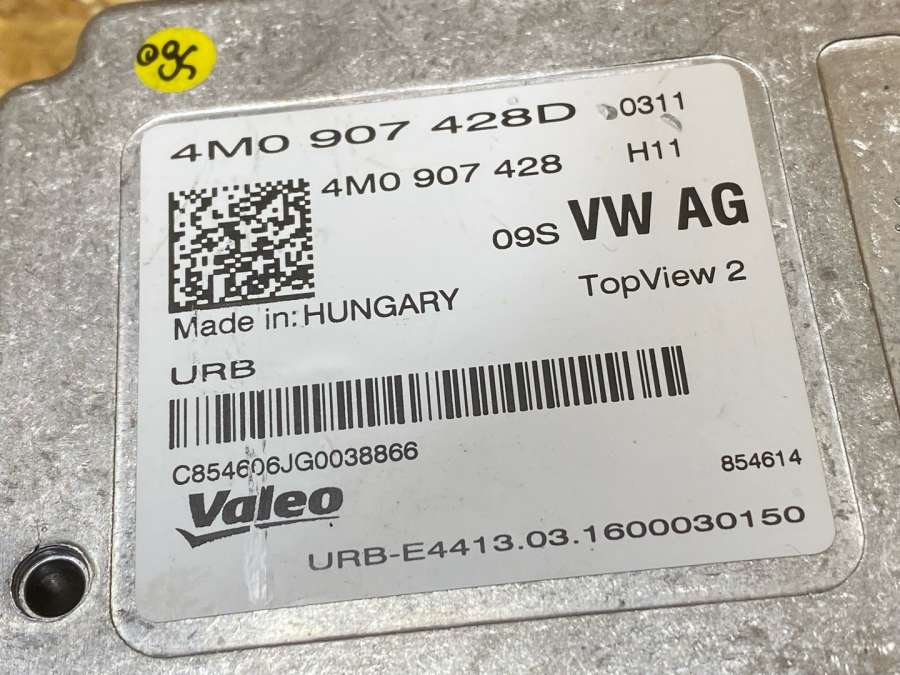 4M0 907 428D 0311
4M0 907 428 H11
09S VW AG
Made in: HUNGARY TopView 2
URB
C854606JG0038866 854614
Valeo
URB-E4413.03.1600030150